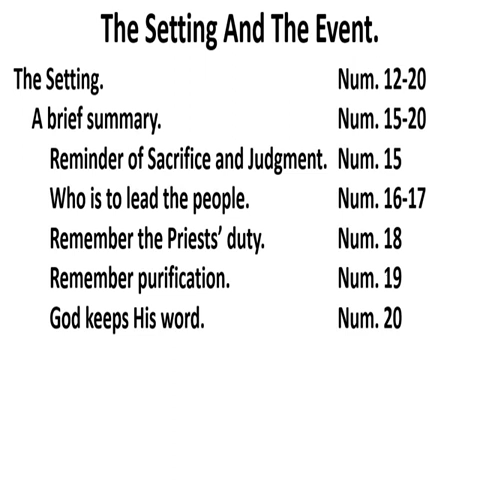 The Setting And The Event.
The Setting. Num. 12-20
A brief summary. Num. 15-20
Reminder of Sacrifice and Judgment. Num. 15
Who is to lead the people. Num. 16-17
Remember the Priests’ duty. Num. 18
Remember purification. Num. 19
God keeps His word. Num. 20